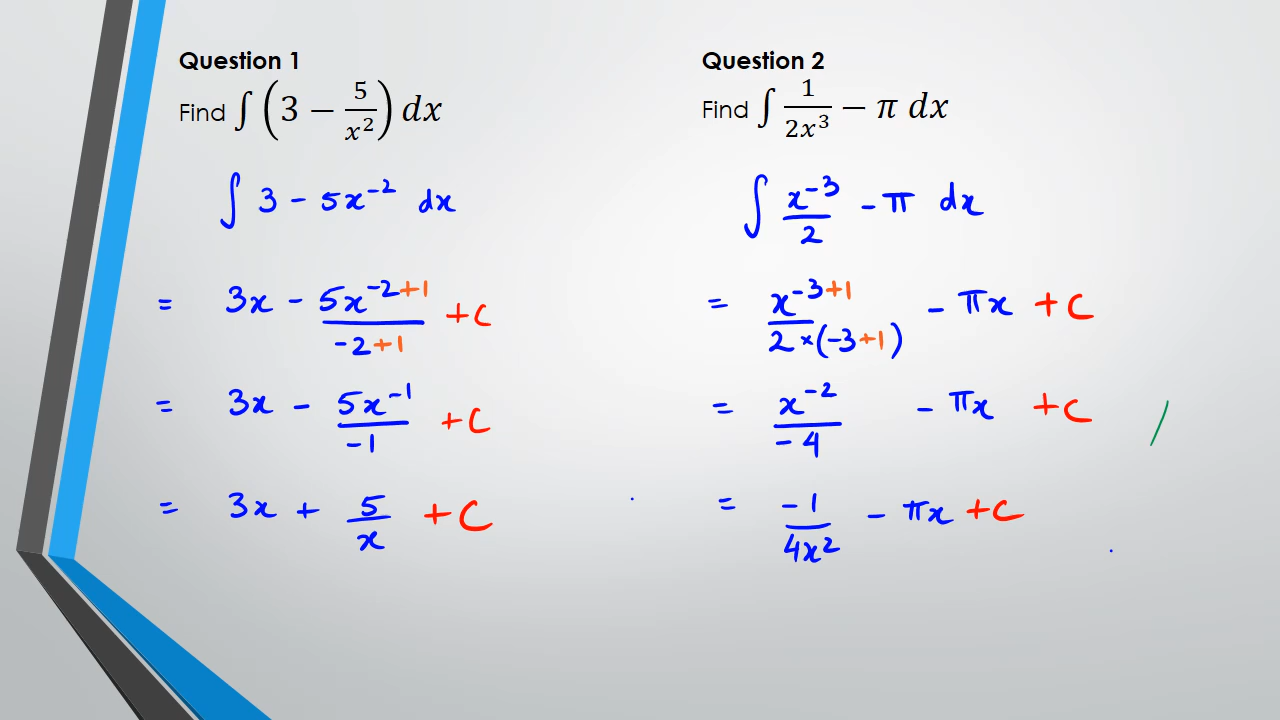 Question 1
Find ∫ (3 − 5/x²) dx
∫ 3 − 5x⁻² dx
= 3x − 5x⁻²⁺¹/(−2+1) + C
= 3x − 5x⁻¹/−1 + C
= 3x + 5/x + C
Question 2
Find ∫ 1/2x³ − π dx
∫ x⁻³/2 − π dx
= x⁻³⁺¹/2×(−3+1) − πx + C
= x⁻²/−4 − πx + C
= −1/4x² − πx + C